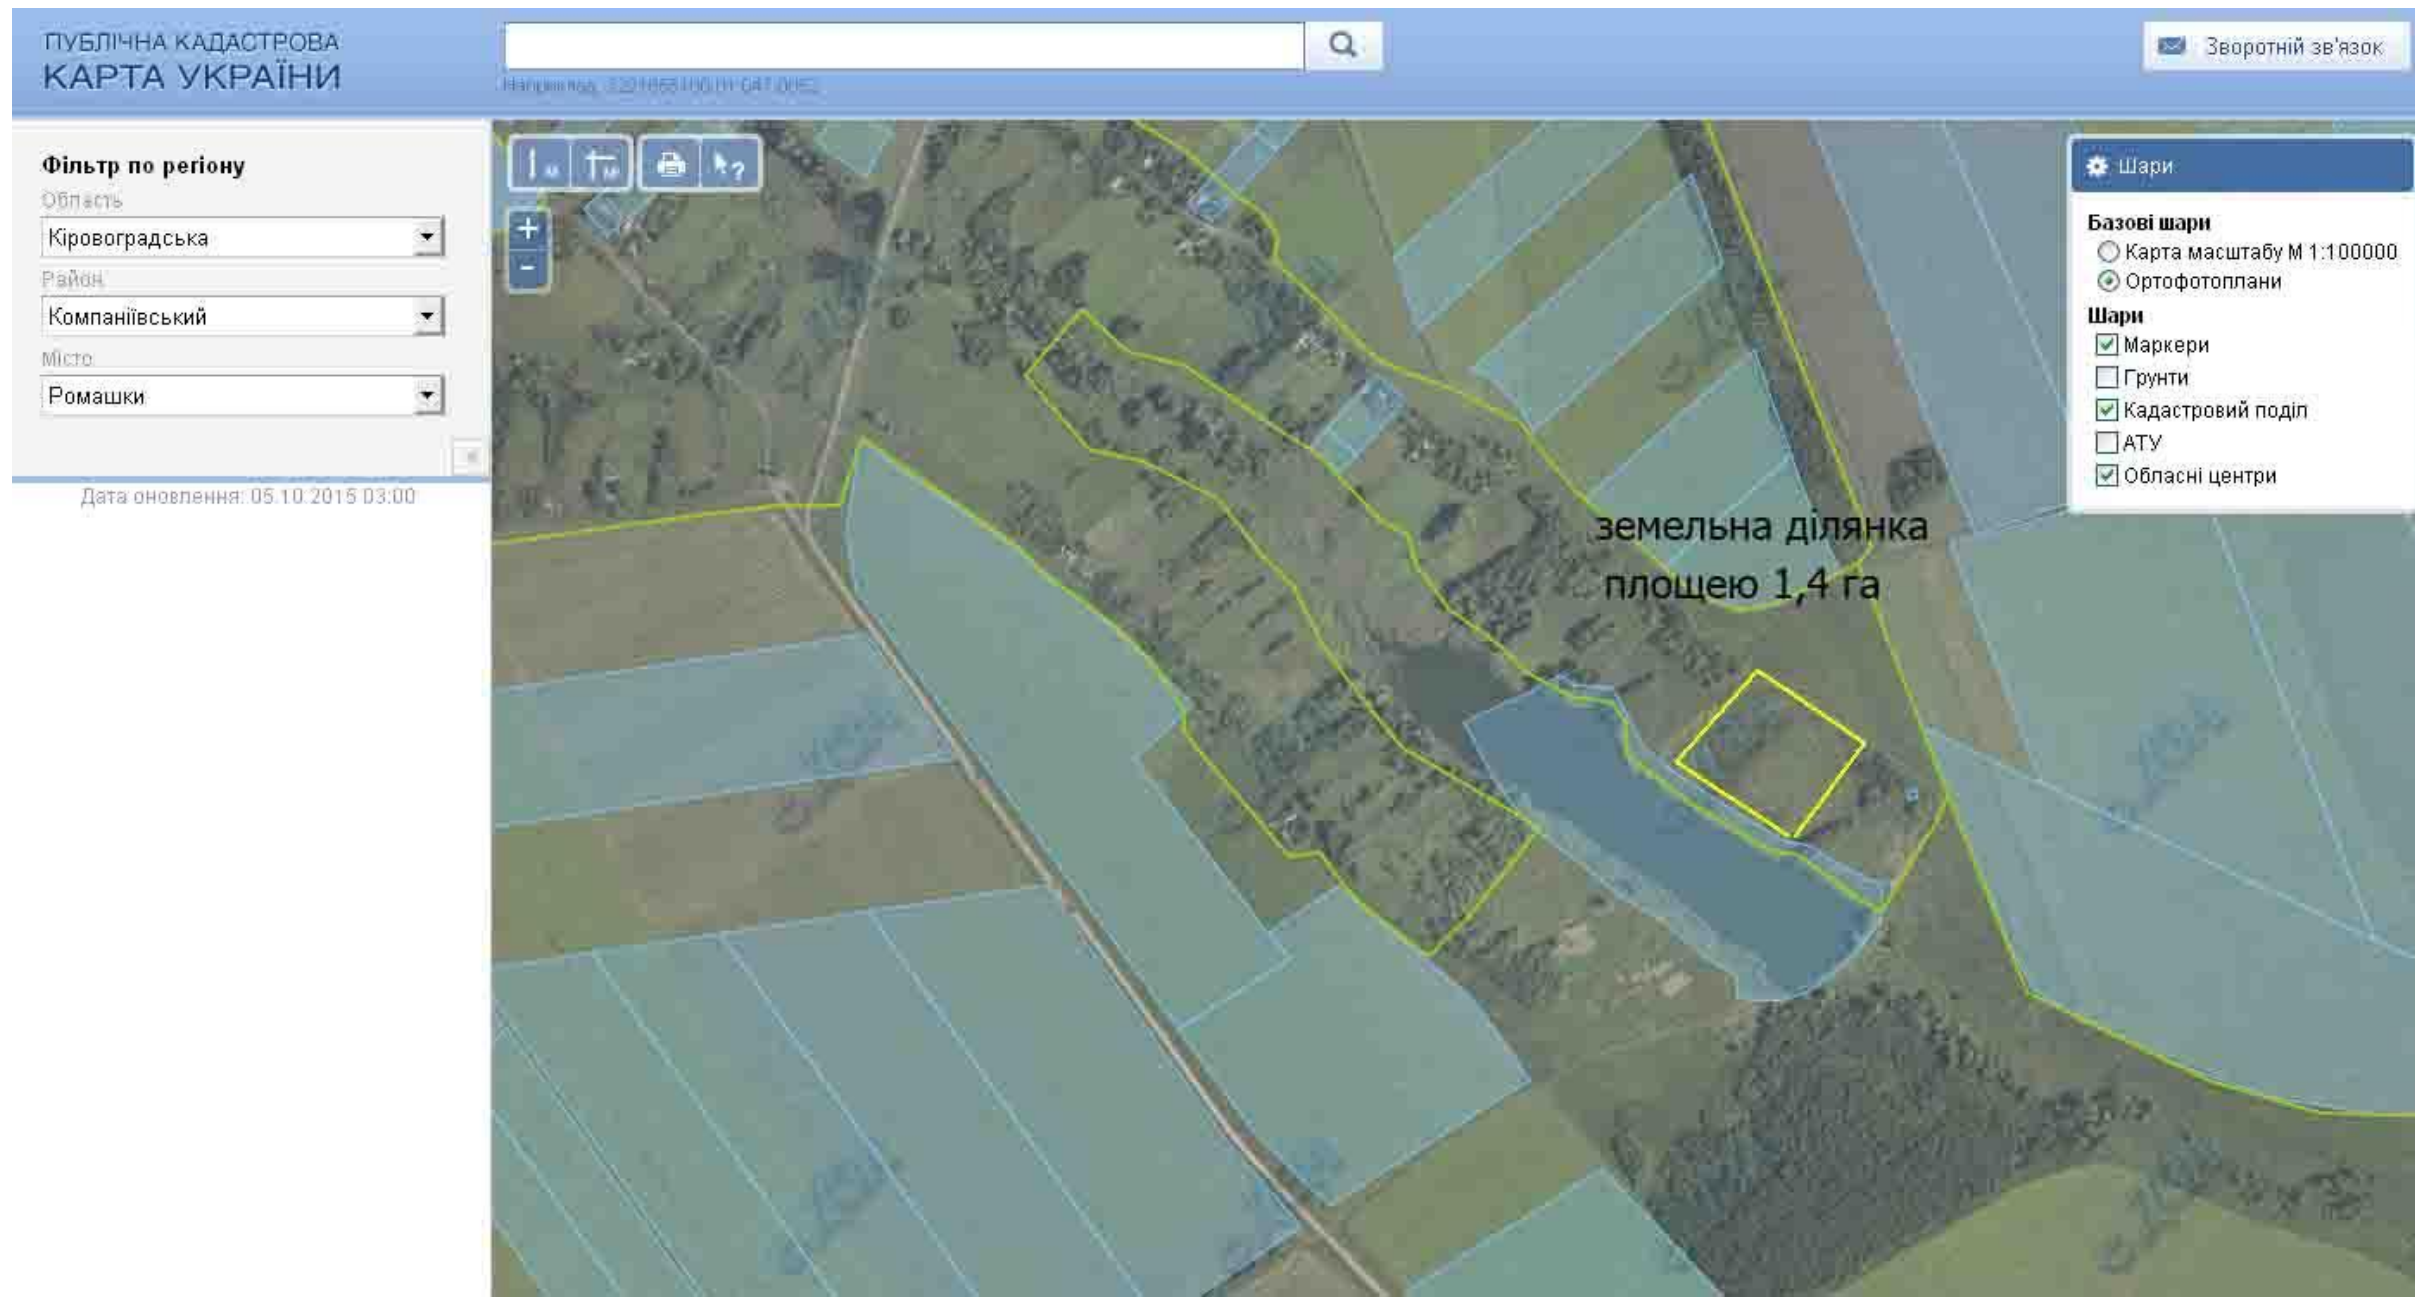 ПУБЛІЧНА КАДАСТРОВА
КАРТА УКРАЇНИ
Зворотній зв'язок
Фільтр по регіону
Область
Кіровоградська
Район
Компаніївський
Місто
Ромашки
Дата оновлення: 05.10.2015 03:00
земельна ділянка
площею 1,4 га
Шари
Базові шари
Карта масштабу М 1:100000
Ортофотоплани
Шари
Маркери
Грунти
Кадастровий поділ
АТУ
Обласні центри